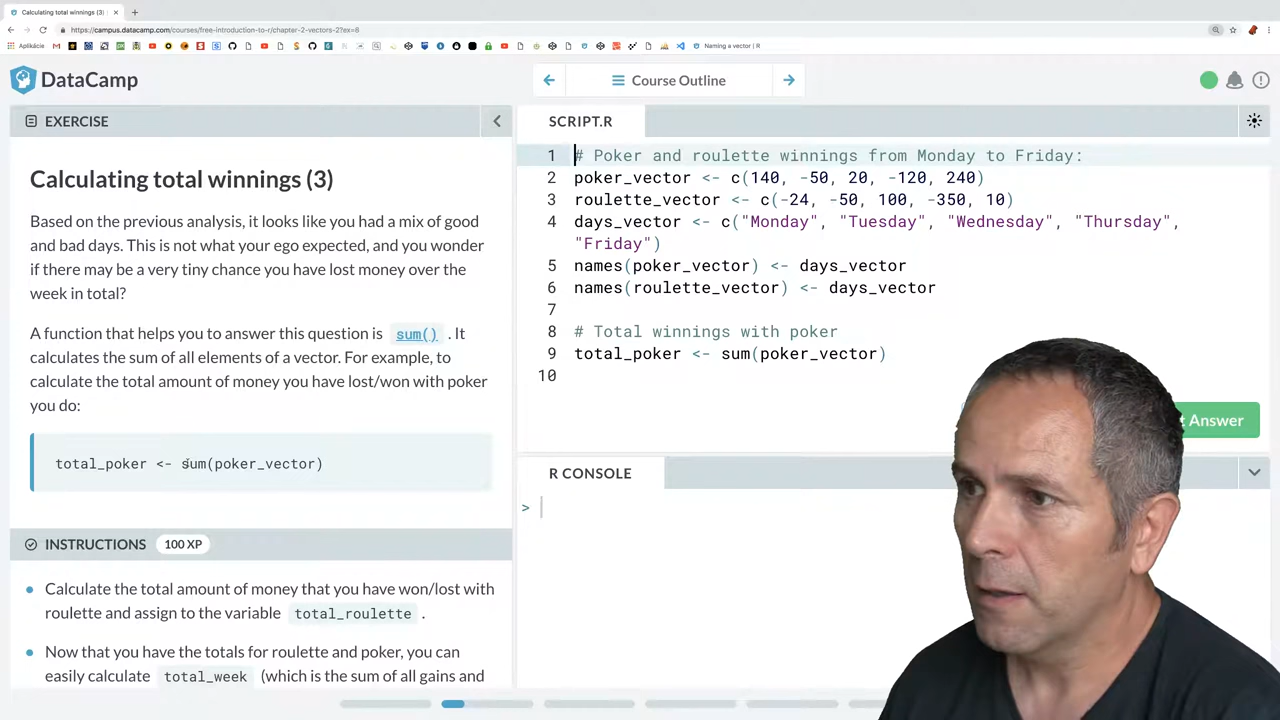 Calculating total winnings (3)
https://campus.datacamp.com/courses/free-introduction-to-r/chapter-2-vectors-2?ex=8
Aplikácie
Naming a vector | R
DataCamp
Course Outline
EXERCISE
Calculating total winnings (3)
Based on the previous analysis, it looks like you had a mix of good
and bad days. This is not what your ego expected, and you wonder
if there may be a very tiny chance you have lost money over the
week in total?
A function that helps you to answer this question is sum() . It
calculates the sum of all elements of a vector. For example, to
calculate the total amount of money you have lost/won with poker
you do:
total_poker <- sum(poker_vector)
INSTRUCTIONS 100 XP
Calculate the total amount of money that you have won/lost with
roulette and assign to the variable total_roulette .
Now that you have the totals for roulette and poker, you can
easily calculate total_week (which is the sum of all gains and
SCRIPT.R
1 # Poker and roulette winnings from Monday to Friday:
2 poker_vector <- c(140, -50, 20, -120, 240)
3 roulette_vector <- c(-24, -50, 100, -350, 10)
4 days_vector <- c("Monday", "Tuesday", "Wednesday", "Thursday",
"Friday")
5 names(poker_vector) <- days_vector
6 names(roulette_vector) <- days_vector
7
8 # Total winnings with poker
9 total_poker <- sum(poker_vector)
10
t Answer
R CONSOLE
>